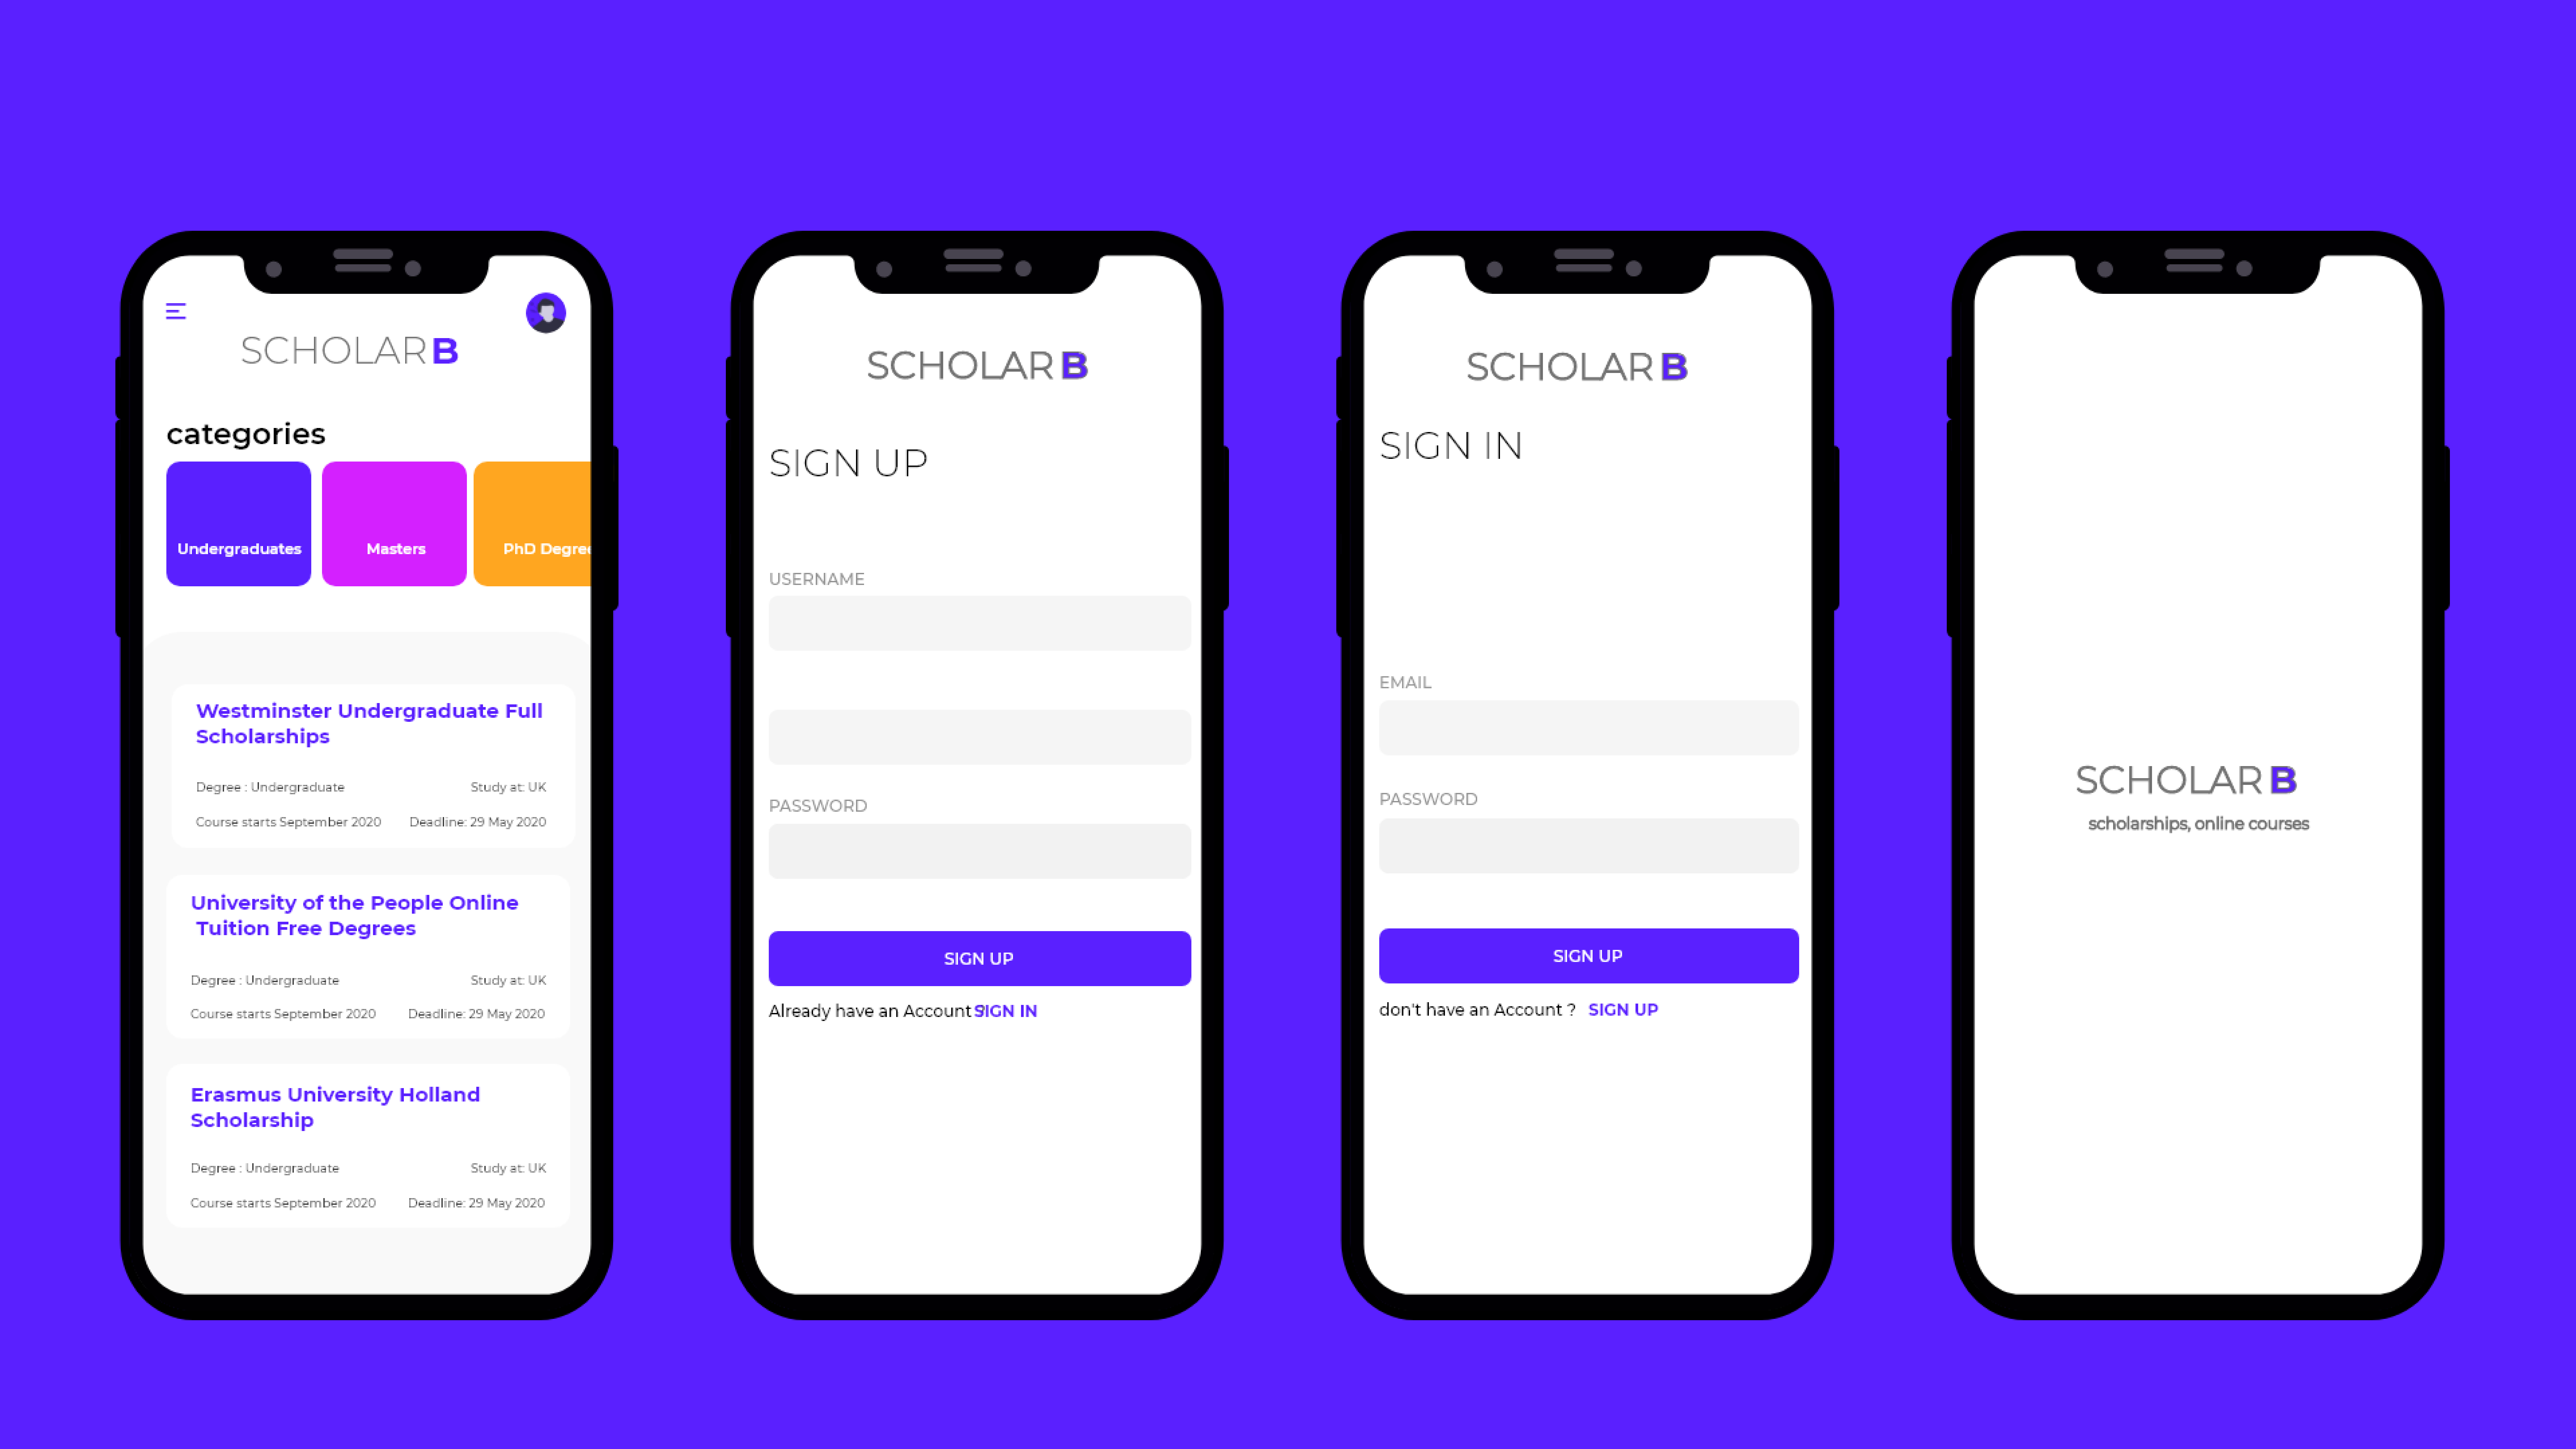 SCHOLAR B
categories
Undergraduates
Masters
PhD Degree
Westminster Undergraduate Full
Scholarships
Degree : Undergraduate
Study at: UK
Course starts September 2020
Deadline: 29 May 2020
University of the People Online
Tuition Free Degrees
Degree : Undergraduate
Study at: UK
Course starts September 2020
Deadline: 29 May 2020
Erasmus University Holland
Scholarship
Degree : Undergraduate
Study at: UK
Course starts September 2020
Deadline: 29 May 2020
SCHOLAR B
SIGN UP
USERNAME
PASSWORD
SIGN UP
Already have an Account ? SIGN IN
SCHOLAR B
SIGN IN
EMAIL
PASSWORD
SIGN UP
don't have an Account ? SIGN UP
SCHOLAR B
scholarships, online courses